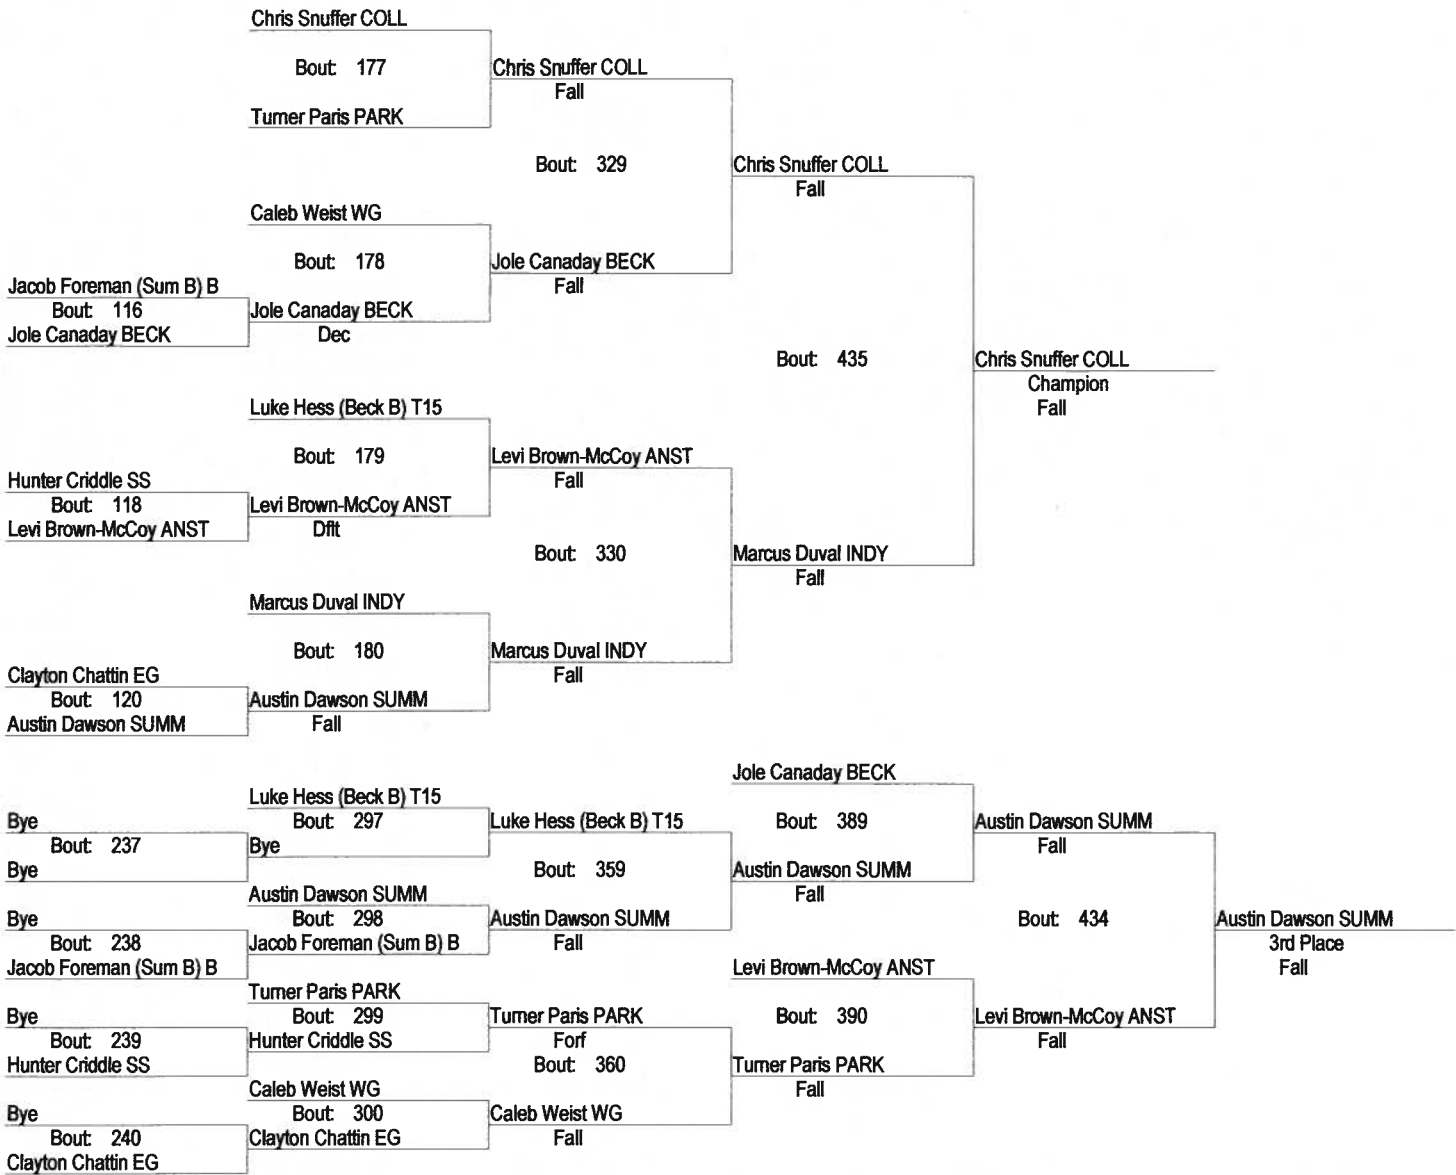 Chris Snuffer COLL
Bout: 177
Chris Snuffer COLL
Fall
Turner Paris PARK
Bout: 329
Chris Snuffer COLL
Fall
Caleb Weist WG
Bout: 178
Jole Canaday BECK
Fall
Jacob Foreman (Sum B) B
Bout: 116
Jole Canaday BECK
Jole Canaday BECK
Dec
Bout: 435
Chris Snuffer COLL
Champion
Fall
Luke Hess (Beck B) T15
Bout: 179
Levi Brown-McCoy ANST
Fall
Hunter Criddle SS
Bout: 118
Levi Brown-McCoy ANST
Levi Brown-McCoy ANST
Dflt
Bout: 330
Marcus Duval INDY
Fall
Marcus Duval INDY
Bout: 180
Marcus Duval INDY
Fall
Clayton Chattin EG
Bout: 120
Austin Dawson SUMM
Austin Dawson SUMM
Fall
Jole Canaday BECK
Luke Hess (Beck B) T15
Bye
Bout: 297
Luke Hess (Beck B) T15
Bout: 389
Austin Dawson SUMM
Fall
Bout: 237
Bye
Bye
Bout: 359
Austin Dawson SUMM
Fall
Austin Dawson SUMM
Bye
Bout: 298
Austin Dawson SUMM
Fall
Bout: 434
Austin Dawson SUMM
3rd Place
Fall
Bout: 238
Jacob Foreman (Sum B) B
Jacob Foreman (Sum B) B
Levi Brown-McCoy ANST
Turner Paris PARK
Bye
Bout: 299
Turner Paris PARK
Forf
Bout: 390
Levi Brown-McCoy ANST
Fall
Bout: 239
Hunter Criddle SS
Hunter Criddle SS
Bout: 360
Turner Paris PARK
Fall
Caleb Weist WG
Bye
Bout: 300
Caleb Weist WG
Fall
Bout: 240
Clayton Chattin EG
Clayton Chattin EG